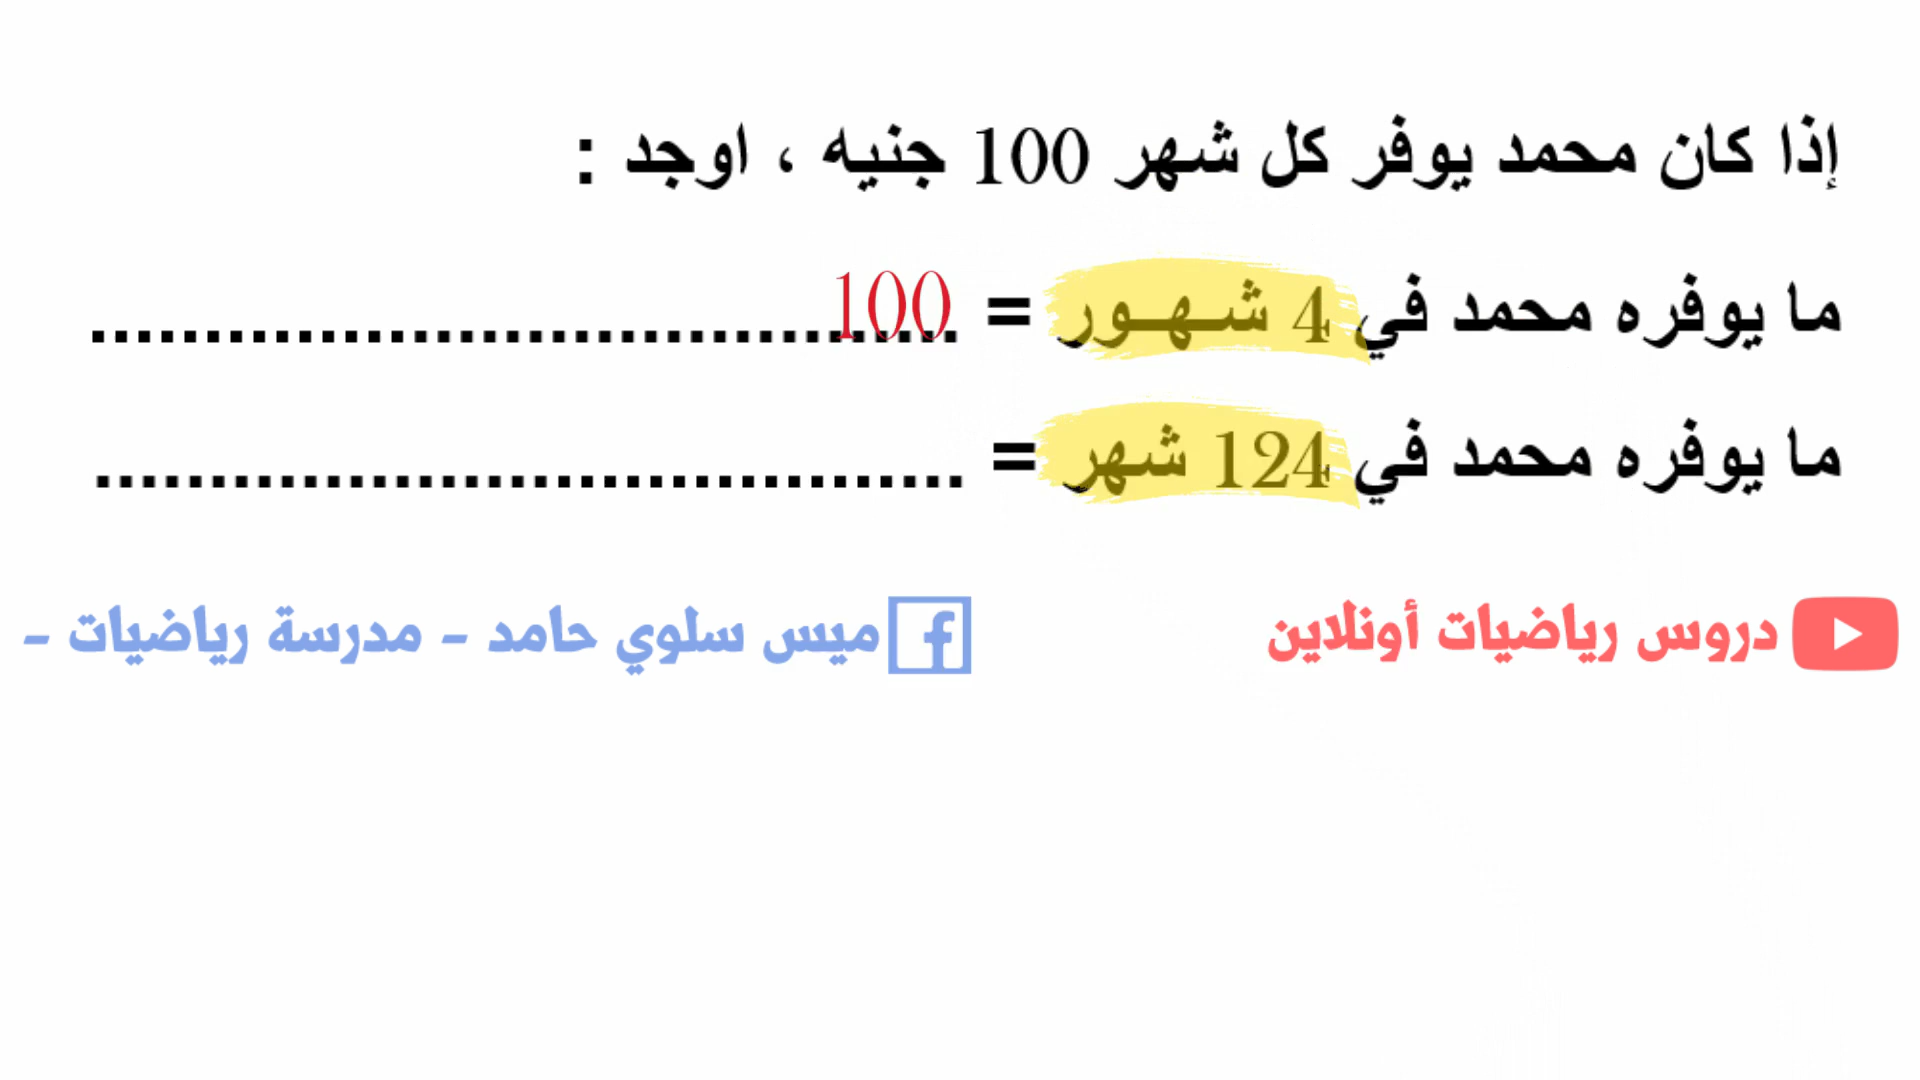 إذا كان محمد يوفر كل شهر 100 جنيه ، اوجد :
ما يوفره محمد في 4 شـهـور = 100......................................
ما يوفره محمد في 124 شهر = ......................................
دروس رياضيات أونلاين
ميس سلوي حامد - مدرسة رياضيات -